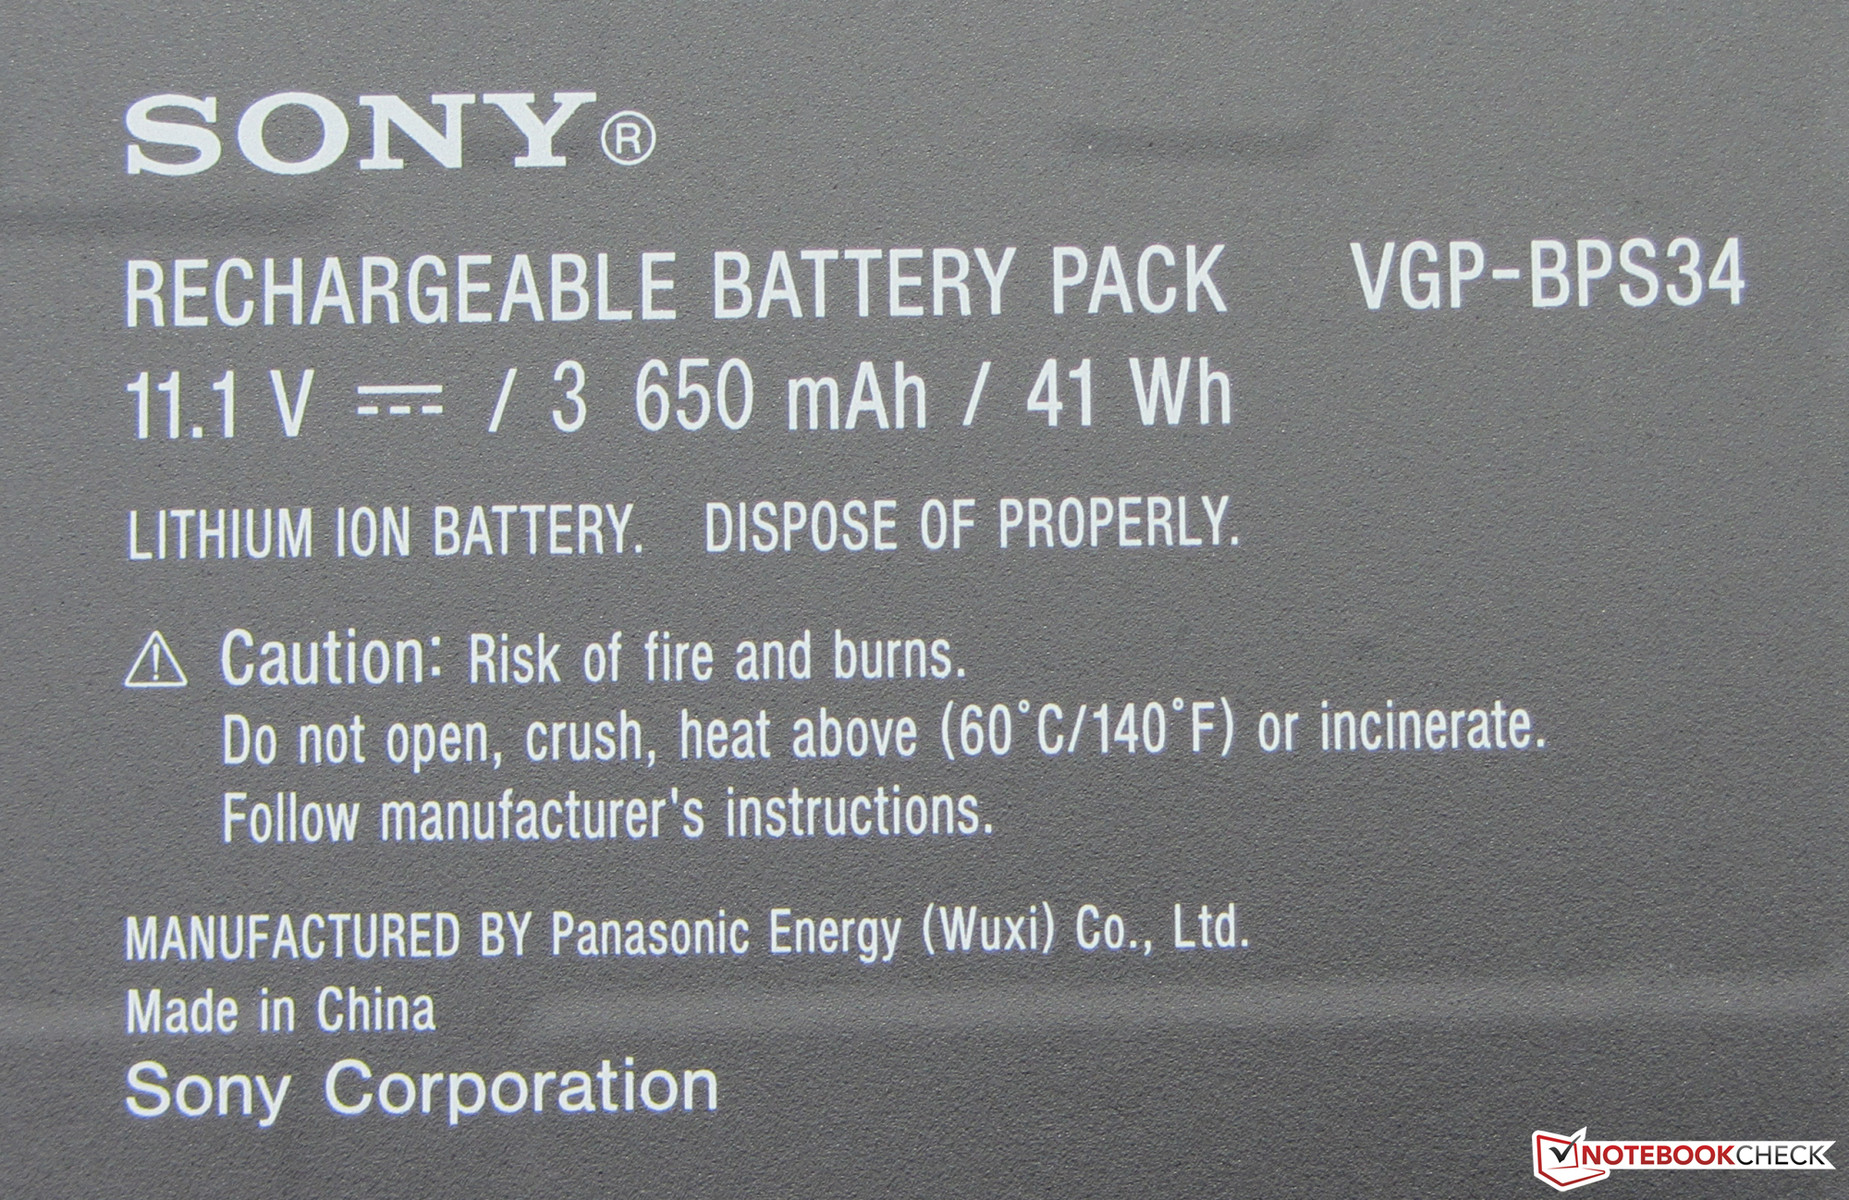 SONY®
RECHARGEABLE BATTERY PACK VGP-BPS34
11.1 V ⎓ / 3 650 mAh / 41 Wh
LITHIUM ION BATTERY. DISPOSE OF PROPERLY.
⚠ Caution: Risk of fire and burns.
Do not open, crush, heat above (60°C/140°F) or incinerate.
Follow manufacturer's instructions.
MANUFACTURED BY Panasonic Energy (Wuxi) Co., Ltd.
Made in China
Sony Corporation
NOTEBOOKCHECK